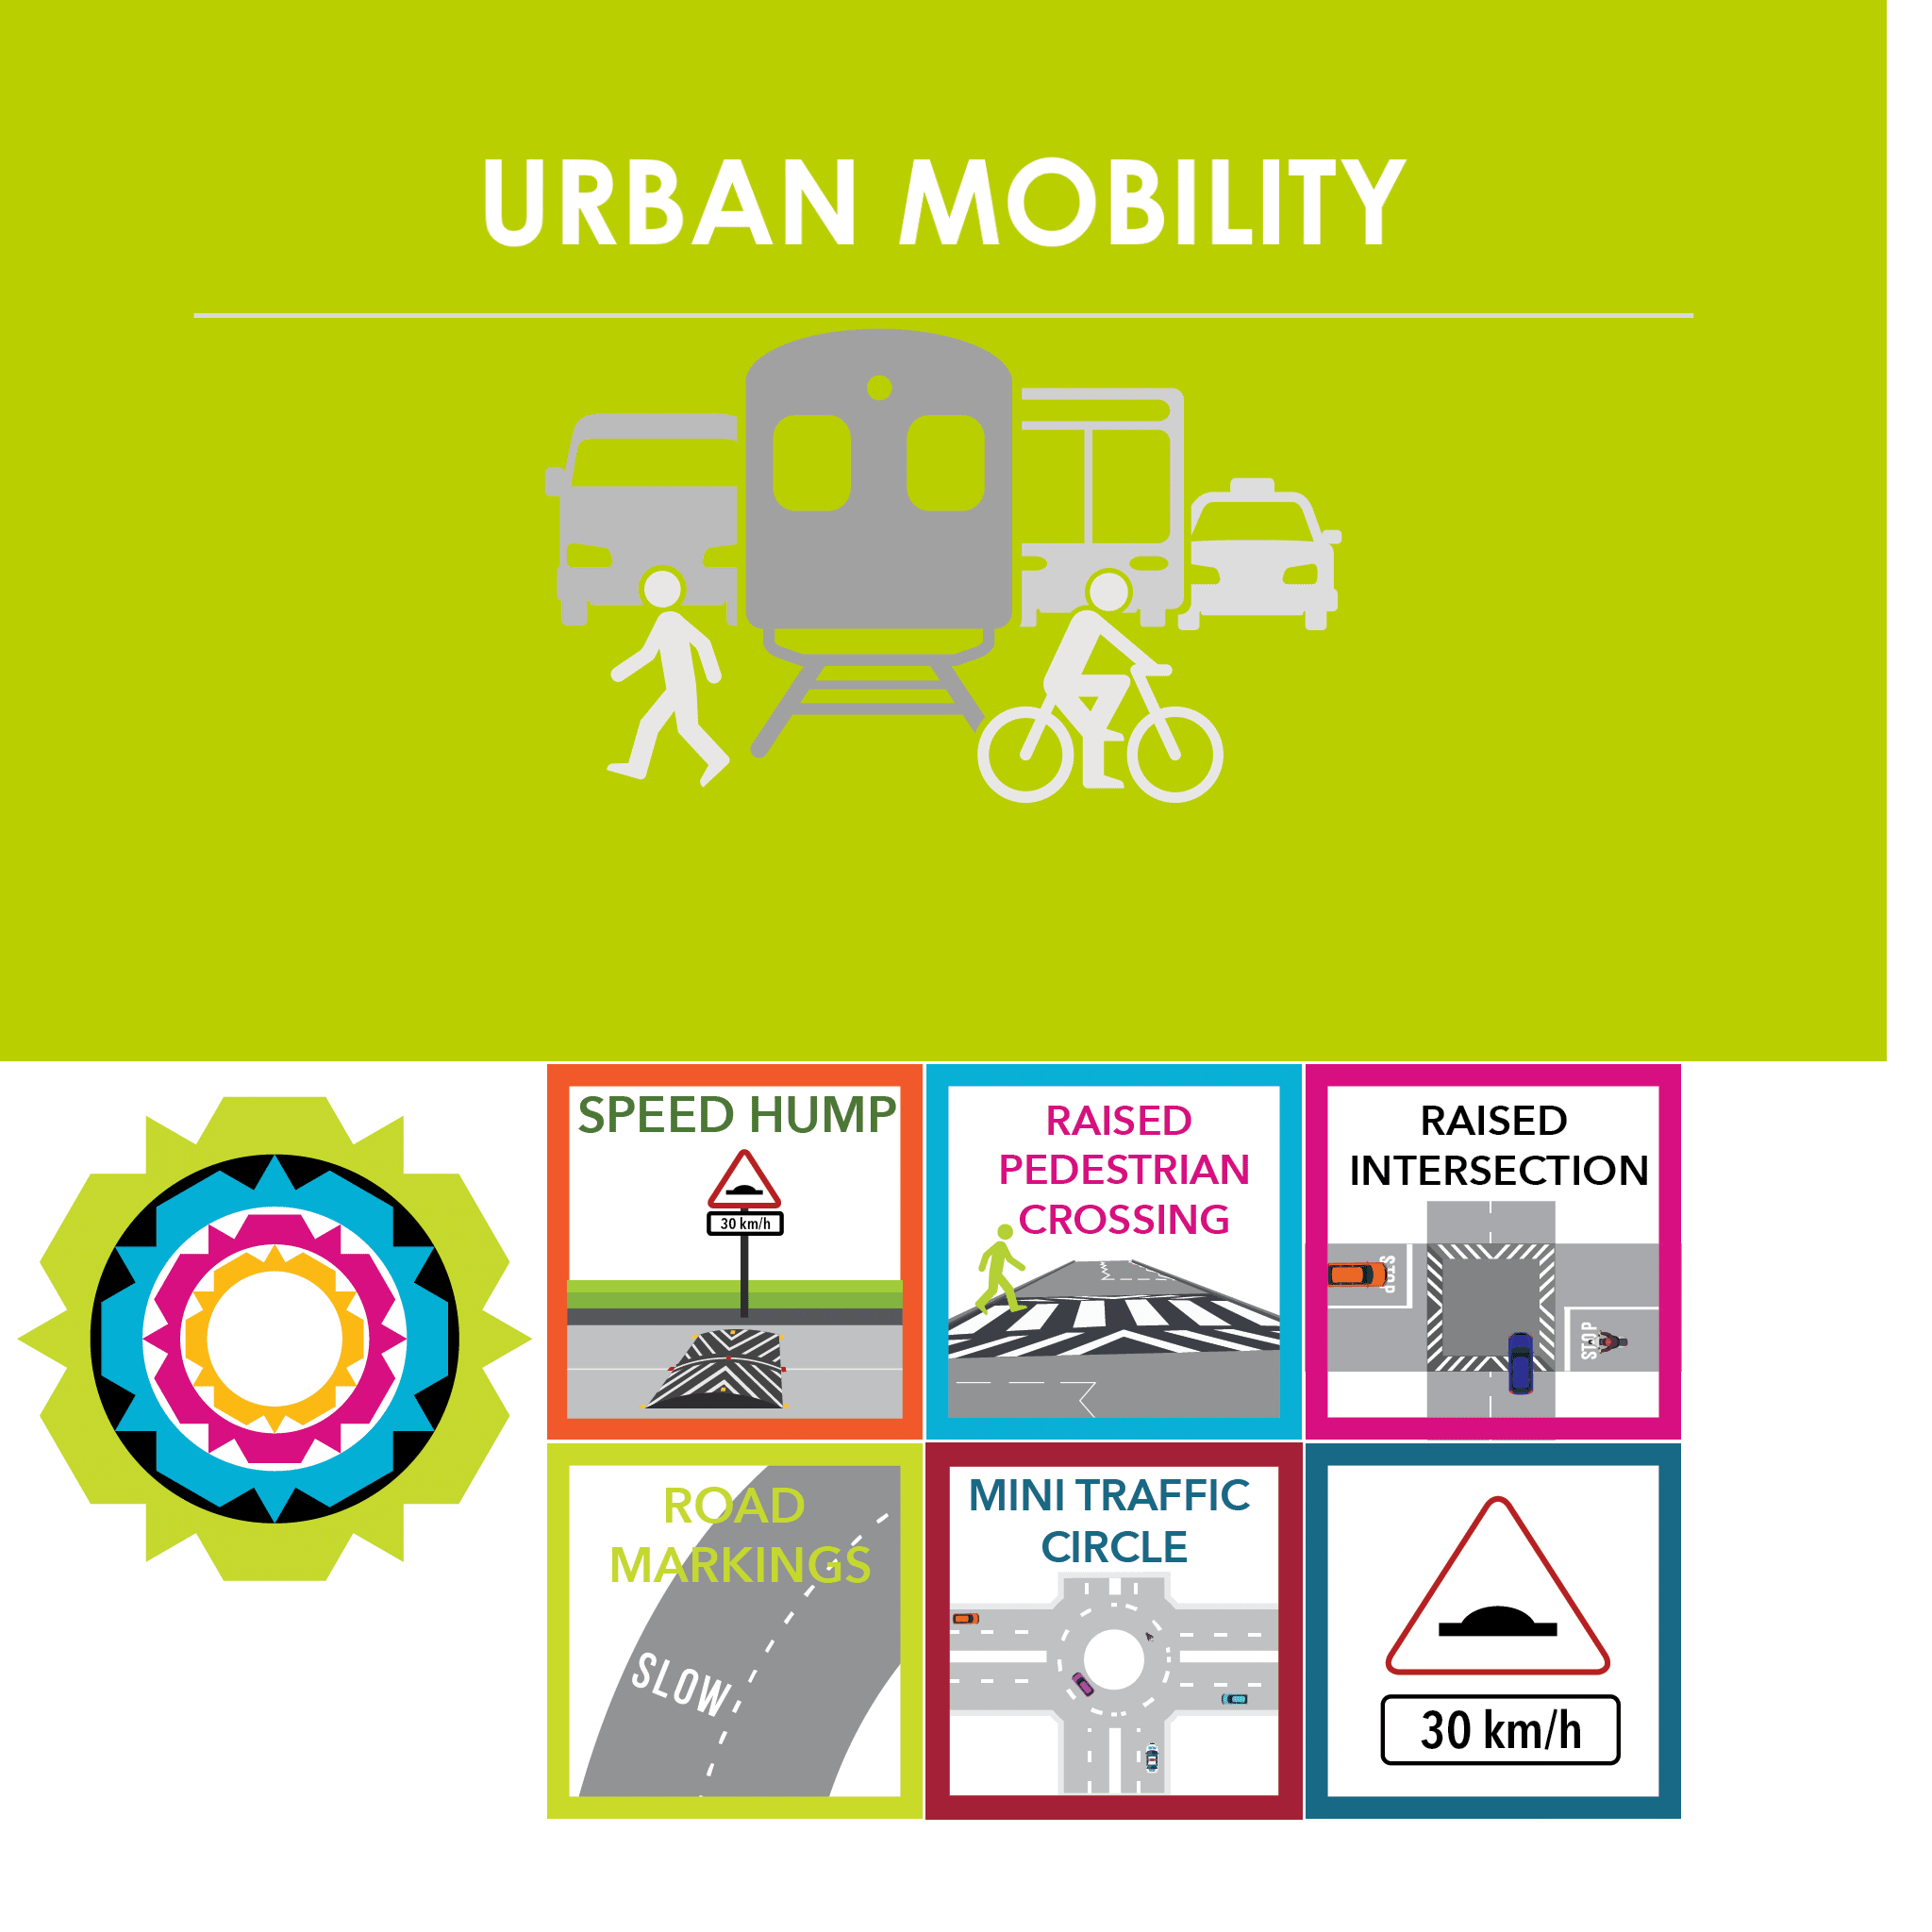 URBAN MOBILITY
SPEED HUMP
30 km/h
RAISED
PEDESTRIAN
CROSSING
RAISED
INTERSECTION
STOP
STOP
ROAD
MARKINGS
SLOW
MINI TRAFFIC
CIRCLE
30 km/h